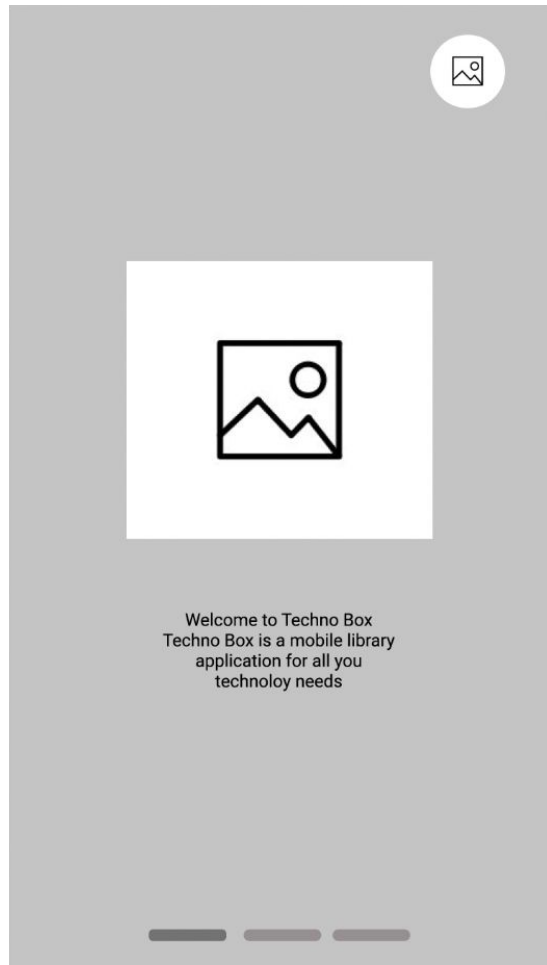 Welcome to Techno Box
Techno Box is a mobile library
application for all you
technoloy needs